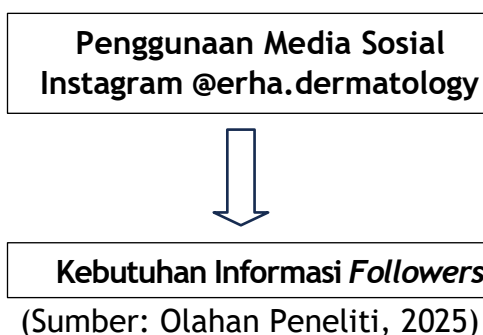 Penggunaan Media Sosial
Instagram @erha.dermatology
Kebutuhan Informasi Followers
(Sumber: Olahan Peneliti, 2025)